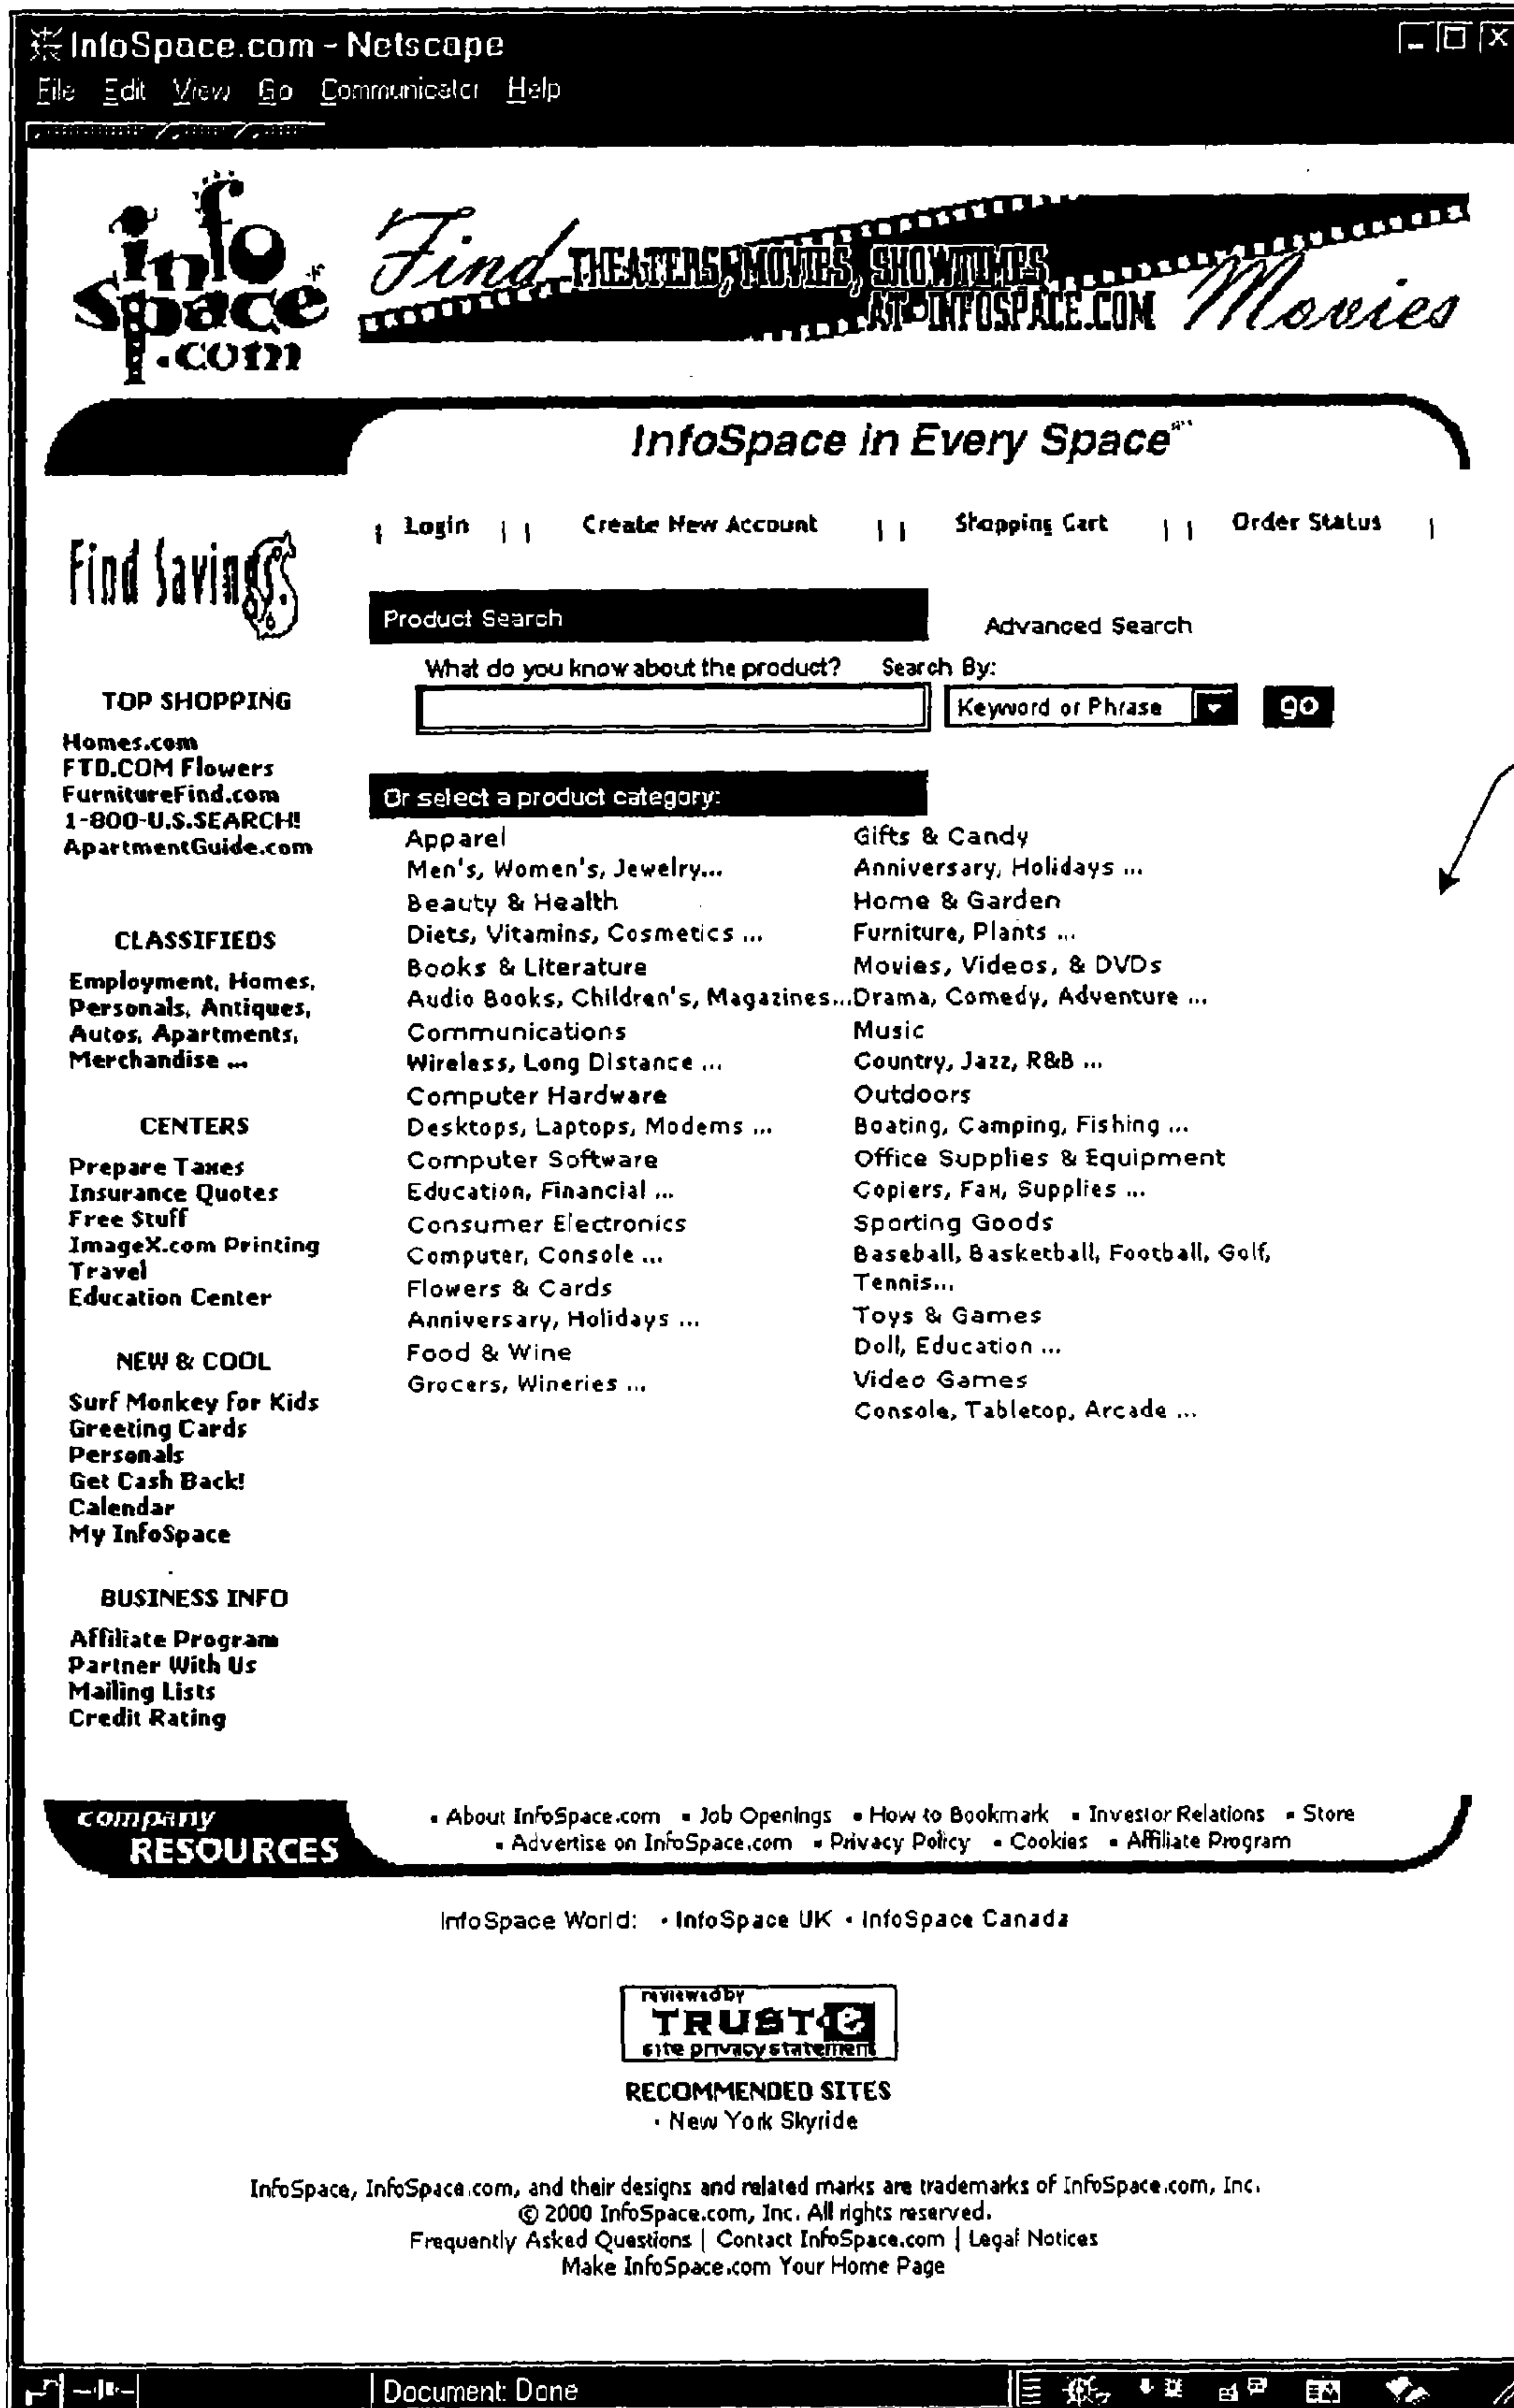 InfoSpace.com - Netscape
File Edit View Go Communicator Help
info
space
.com
Find THEATERS, MOVIES, SHOWTIMES
AT INFOSPACE.COM Movies
InfoSpace in Every Space
Find Savings
Login | | Create New Account | | Shopping Cart | | Order Status |
Product Search
Advanced Search
What do you know about the product? Search By:
Keyword or Phrase go
Or select a product category:
Apparel
Men's, Women's, Jewelry...
Beauty & Health
Diets, Vitamins, Cosmetics ...
Books & Literature
Audio Books, Children's, Magazines...
Communications
Wireless, Long Distance ...
Computer Hardware
Desktops, Laptops, Modems ...
Computer Software
Education, Financial ...
Consumer Electronics
Computer, Console ...
Flowers & Cards
Anniversary, Holidays ...
Food & Wine
Grocers, Wineries ...
Gifts & Candy
Anniversary, Holidays ...
Home & Garden
Furniture, Plants ...
Movies, Videos, & DVDs
Drama, Comedy, Adventure ...
Music
Country, Jazz, R&B ...
Outdoors
Boating, Camping, Fishing ...
Office Supplies & Equipment
Copiers, Fax, Supplies ...
Sporting Goods
Baseball, Basketball, Football, Golf,
Tennis...
Toys & Games
Doll, Education ...
Video Games
Console, Tabletop, Arcade ...
TOP SHOPPING
Homes.com
FTD.COM Flowers
FurnitureFind.com
1-800-U.S.SEARCH!
ApartmentGuide.com
CLASSIFIEDS
Employment, Homes,
Personals, Antiques,
Autos, Apartments,
Merchandise ...
CENTERS
Prepare Taxes
Insurance Quotes
Free Stuff
ImageX.com Printing
Travel
Education Center
NEW & COOL
Surf Monkey for Kids
Greeting Cards
Personals
Get Cash Back!
Calendar
My InfoSpace
BUSINESS INFO
Affiliate Program
Partner With Us
Mailing Lists
Credit Rating
company
RESOURCES
▪ About InfoSpace.com ▪ Job Openings ▪ How to Bookmark ▪ Investor Relations ▪ Store
▪ Advertise on InfoSpace.com ▪ Privacy Policy ▪ Cookies ▪ Affiliate Program
InfoSpace World: • InfoSpace UK • InfoSpace Canada
reviewed by
TRUSTe
site privacy statement
RECOMMENDED SITES
• New York Skyride
InfoSpace, InfoSpace.com, and their designs and related marks are trademarks of InfoSpace.com, Inc.
© 2000 InfoSpace.com, Inc. All rights reserved.
Frequently Asked Questions | Contact InfoSpace.com | Legal Notices
Make InfoSpace.com Your Home Page
Document: Done